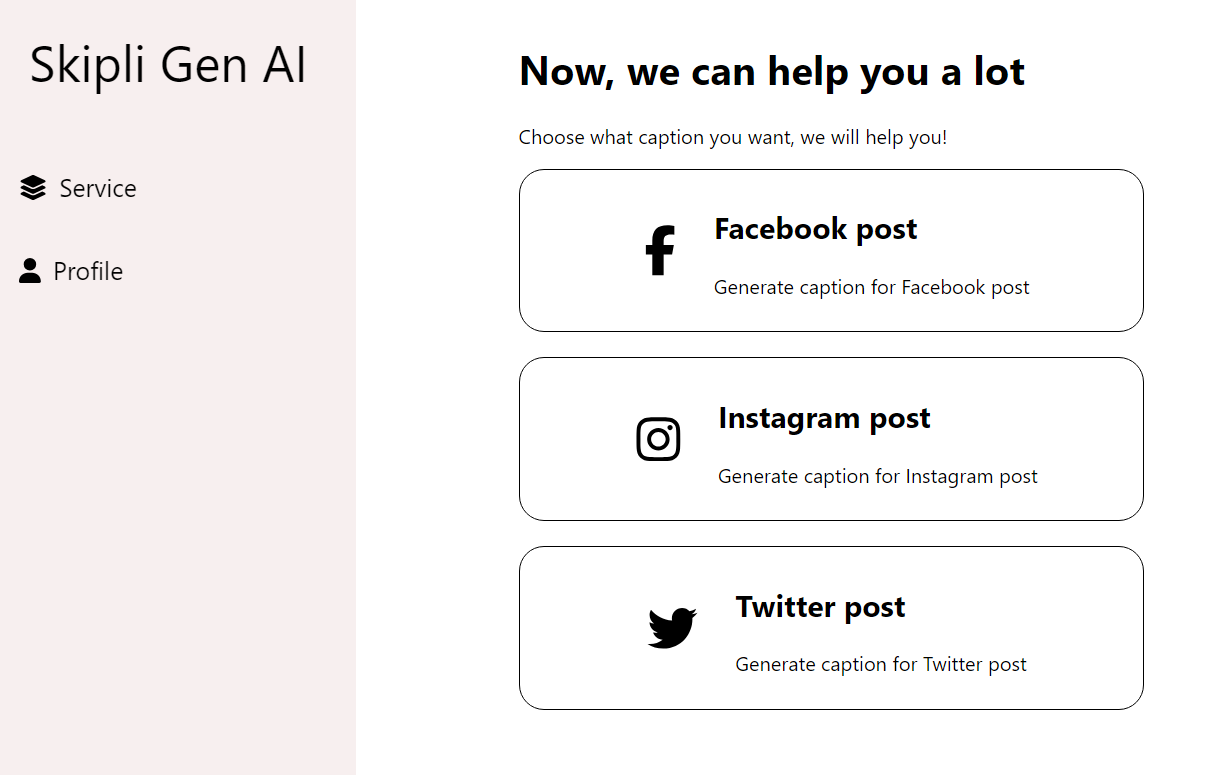 Skipli Gen AI
Service
Profile
Now, we can help you a lot
Choose what caption you want, we will help you!
Facebook post
Generate caption for Facebook post
Instagram post
Generate caption for Instagram post
Twitter post
Generate caption for Twitter post